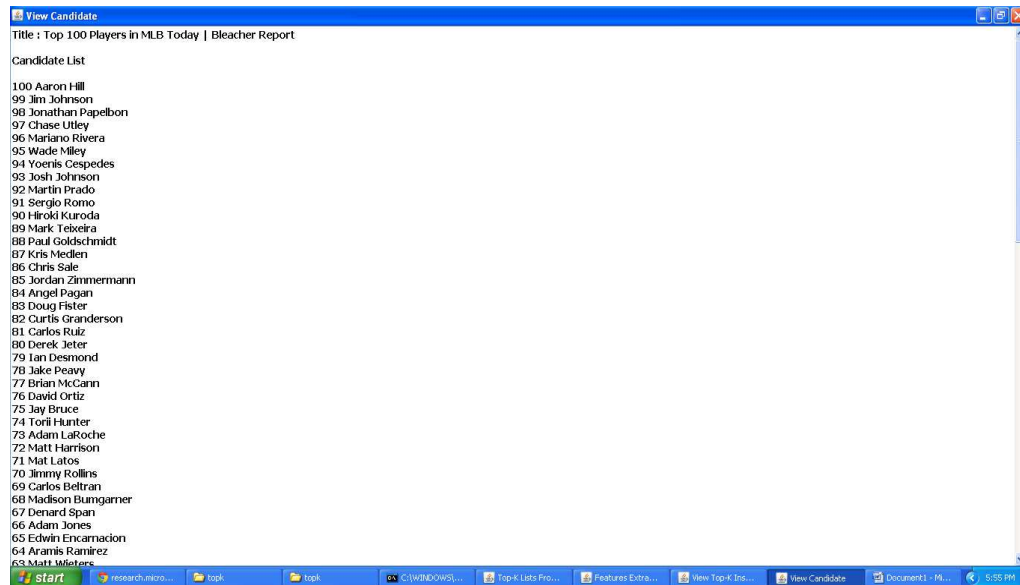 View Candidate
Title : Top 100 Players in MLB Today | Bleacher Report
Candidate List
100 Aaron Hill
99 Jim Johnson
98 Jonathan Papelbon
97 Chase Utley
96 Mariano Rivera
95 Wade Miley
94 Yoenis Cespedes
93 Josh Johnson
92 Martin Prado
91 Sergio Romo
90 Hiroki Kuroda
89 Mark Teixeira
88 Paul Goldschmidt
87 Kris Medlen
86 Chris Sale
85 Jordan Zimmermann
84 Angel Pagan
83 Doug Fister
82 Curtis Granderson
81 Carlos Ruiz
80 Derek Jeter
79 Ian Desmond
78 Jake Peavy
77 Brian McCann
76 David Ortiz
75 Jay Bruce
74 Torii Hunter
73 Adam LaRoche
72 Matt Harrison
71 Mat Latos
70 Jimmy Rollins
69 Carlos Beltran
68 Madison Bumgarner
67 Denard Span
66 Adam Jones
65 Edwin Encarnacion
64 Aramis Ramirez
63 Matt Wieters
start research.micro... topk topk C:\WINDOWS\... Top-K Lists Fro... Features Extra... View Top-K Ins... View Candidate Document1 - Mi... 5:55 PM